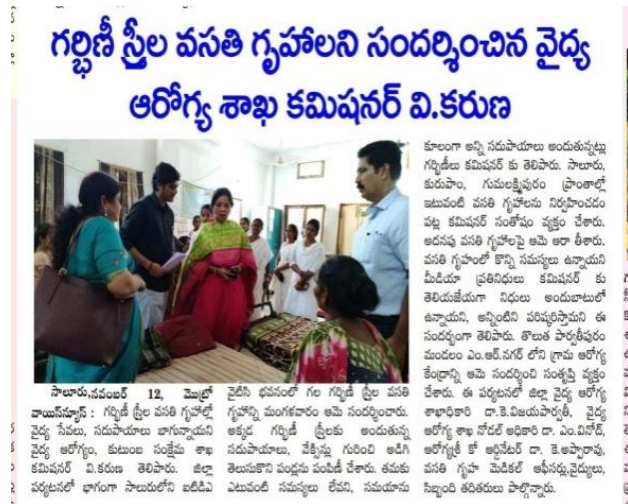 గర్భిణీ స్త్రీల వసతి గృహాలని సందర్శించిన వైద్య
ఆరోగ్య శాఖ కమిషనర్ వి.కరుణ
సాలూరు,నవంబర్ 12, మెట్రో
వాయిస్‌న్యూస్ : గర్భిణీ స్త్రీల వసతి గృహాల్లో
వైద్య సేవలు, సదుపాయాలు బాగున్నాయని
వైద్య ఆరోగ్యం, కుటుంబ సంక్షేమ శాఖ
కమిషనర్ వి.కరుణ తెలిపారు. జిల్లా
పర్యటనలో భాగంగా సాలూరులోని ఐటిడిఏ
వైటిసి భవనంలో గల గర్భిణీ స్త్రీల వసతి
గృహాన్ని మంగళవారం ఆమె సందర్శించారు.
అక్కడ గర్భిణీ స్త్రీలకు అందుతున్న
సదుపాయాలు, వేక్సిన్లు గురించి అడిగి
తెలుసుకొని పండ్లను పంపిణీ చేశారు. తమకు
ఎటువంటి సమస్యలు లేవని, సమయాను
కూలంగా అన్ని సదుపాయాలు అందుతున్నట్లు
గర్భిణీలు కమిషనర్ కు తెలిపారు. సాలూరు,
కురుపాం, గుమలక్ష్మిపురం ప్రాంతాల్లో
ఇటువంటి వసతి గృహాలను నిర్వహించడం
పట్ల కమిషనర్ సంతోషం వ్యక్తం చేశారు.
అదనపు వసతి గృహాలపై ఆమె ఆరా తీశారు.
వసతి గృహంలో కొన్ని సమస్యలు ఉన్నాయని
మీడియా ప్రతినిధులు కమిషనర్ కు
తెలియజేయగా నిధులు అందుబాటులో
ఉన్నాయని, అన్నింటిని పరిష్కరిస్తామని ఈ
సందర్భంగా తెలిపారు. తొలుత పార్వతీపురం
మండలం ఎం.ఆర్.నగర్ లోని గ్రామ ఆరోగ్య
కేంద్రాన్ని ఆమె సందర్శించి సంతృప్తి వ్యక్తం
చేశారు. ఈ పర్యటనలో జిల్లా వైద్య ఆరోగ్య
శాఖాధికారి డా.కె.విజయపార్వతి, వైద్య
ఆరోగ్య శాఖ నోడల్ అధికారి డా. ఎం.వినోద్,
ఆరోగ్యశ్రీ కో ఆర్డినేటర్ డా. కె.అప్పారావు,
వసతి గృహ మెడికల్ ఆఫీసర్లు,వైద్యులు,
సిబ్బంది తదితరులు పాల్గొన్నారు.